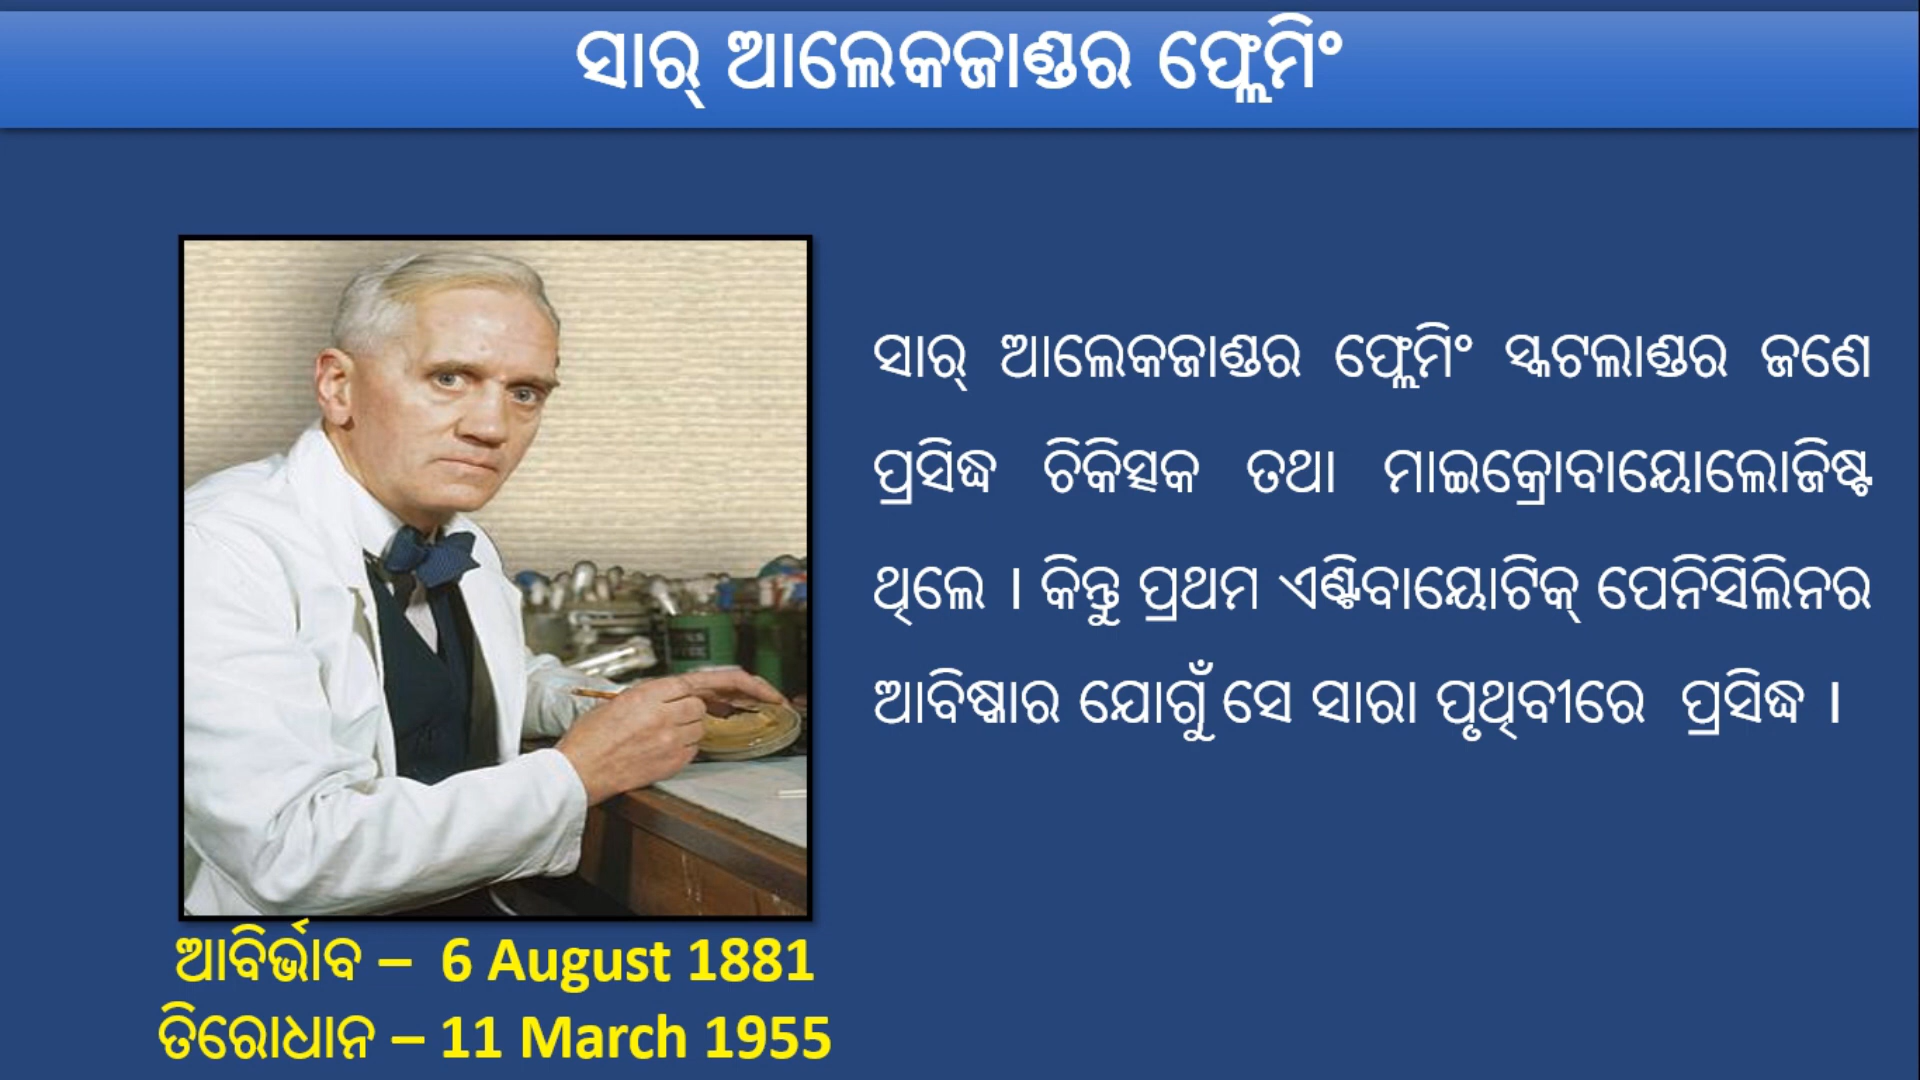 ସାର୍ ଆଲେକଜାଣ୍ଡର ଫ୍ଲେମିଂ
ସାର୍ ଆଲେକଜାଣ୍ଡର ଫ୍ଲେମିଂ ସ୍କଟଲାଣ୍ଡର ଜଣେ
ପ୍ରସିଦ୍ଧ ଚିକିତ୍ସକ ତଥା ମାଇକ୍ରୋବାୟୋଲୋଜିଷ୍ଟ
ଥିଲେ । କିନ୍ତୁ ପ୍ରଥମ ଏଣ୍ଟିବାୟୋଟିକ୍ ପେନିସିଲିନର
ଆବିଷ୍କାର ଯୋଗୁଁ ସେ ସାରା ପୃଥିବୀରେ ପ୍ରସିଦ୍ଧ ।
ଆବିର୍ଭାବ – 6 August 1881
ତିରୋଧାନ – 11 March 1955